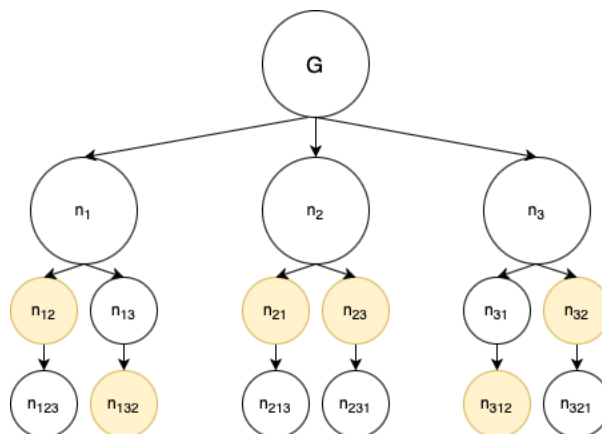 G
n₁ n₂ n₃
n₁₂ n₁₃ n₂₁ n₂₃ n₃₁ n₃₂
n₁₂₃ n₁₃₂ n₂₁₃ n₂₃₁ n₃₁₂ n₃₂₁